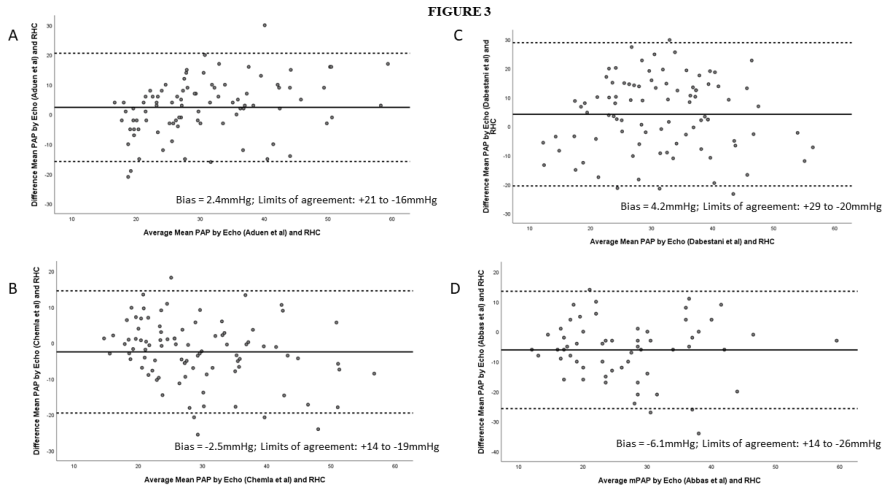 FIGURE 3
A
30
20
10
0
-10
-20
-30
Difference Mean PAP by Echo (Aduen et al) and RHC
10
20
30
40
50
60
Bias = 2.4mmHg; Limits of agreement: +21 to -16mmHg
Average Mean PAP by Echo (Aduen et al) and RHC
C
30
20
10
0
-10
-20
-30
Difference Mean PAP by Echo (Dabestani et al) and
RHC
10
20
30
40
50
60
Bias = 4.2mmHg; Limits of agreement: +29 to -20mmHg
Average Mean PAP by Echo (Dabestani et al) and RHC
B
20
10
0
-10
-20
-30
Difference Mean PAP by Echo (Chemla et al) and RHC
10
20
30
40
50
60
Bias = -2.5mmHg; Limits of agreement: +14 to -19mmHg
Average Mean PAP by Echo (Chemla et al) and RHC
D
20
10
0
-10
-20
-30
-40
Difference Mean PAP by Echo (Abbas et al) and RHC
10
20
30
40
50
60
Bias = -6.1mmHg; Limits of agreement: +14 to -26mmHg
Average mPAP by Echo (Abbas et al) and RHC